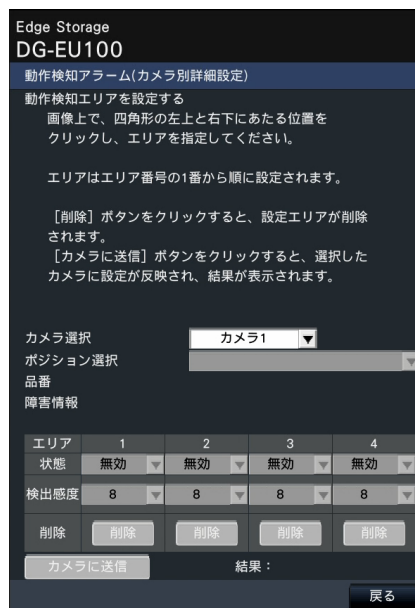 Edge Storage
DG-EU100
動作検知アラーム(カメラ別詳細設定)
動作検知エリアを設定する
画像上で、四角形の左上と右下にあたる位置を
クリックし、エリアを指定してください。
エリアはエリア番号の1番から順に設定されます。
［削除］ボタンをクリックすると、設定エリアが削除
されます。
［カメラに送信］ボタンをクリックすると、選択した
カメラに設定が反映され、結果が表示されます。
カメラ選択 カメラ1
ポジション選択
品番
障害情報
エリア 1 2 3 4
状態 無効 無効 無効 無効
検出感度 8 8 8 8
削除 削除 削除 削除 削除
カメラに送信 結果：
戻る